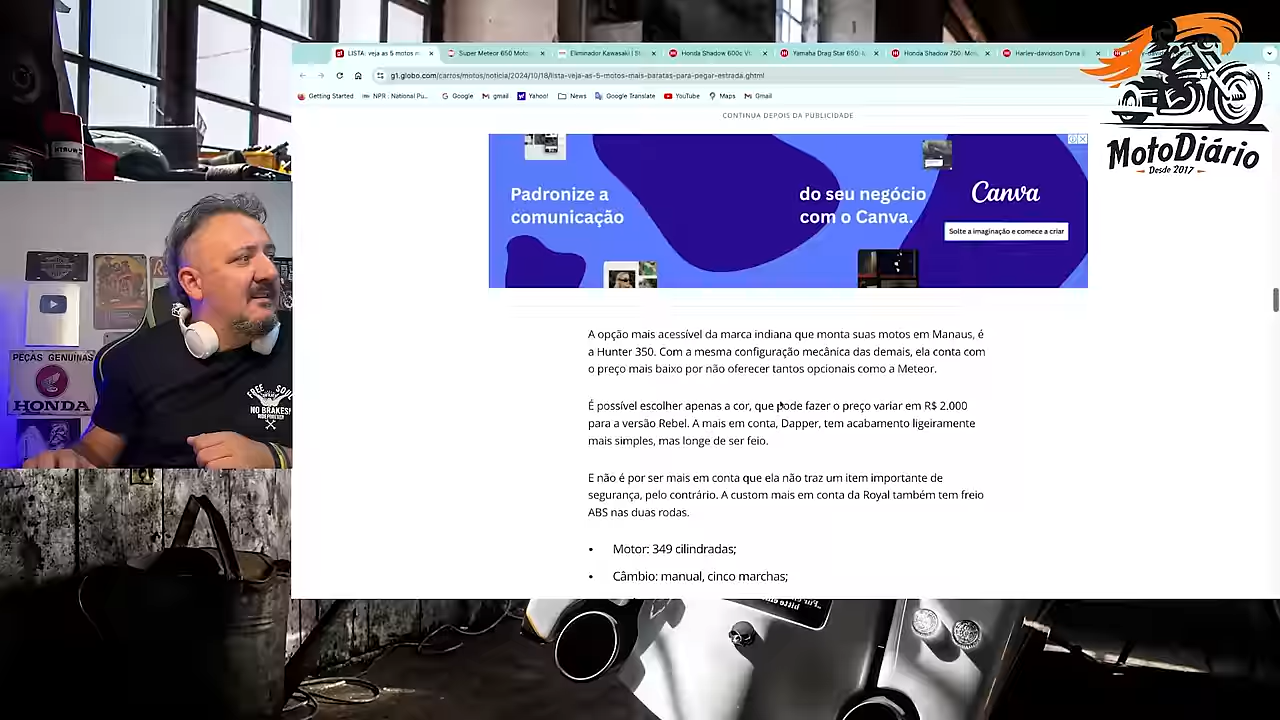 LISTA: veja as 5 motos m
Super Meteor 650 Moto
Eliminador Kawasaki | St
Honda Shadow 600c Vt
Yamaha Drag Star 650
Honda Shadow 750: Mo
Harley-davidson Dyna
g1.globo.com/carros/motos/noticia/2024/10/18/lista-veja-as-5-motos-mais-baratas-para-pegar-estrada.ghtml
Getting Started
NPR : National Pu...
Google
gmail
Yahoo!
News
Google Translate
YouTube
Maps
Gmail
MotoDiário
Desde 2017
CONTINUA DEPOIS DA PUBLICIDADE
Padronize a
comunicação
do seu negócio
com o Canva.
Canva
Solte a imaginação e comece a criar
A opção mais acessível da marca indiana que monta suas motos em Manaus, é
a Hunter 350. Com a mesma configuração mecânica das demais, ela conta com
o preço mais baixo por não oferecer tantos opcionais como a Meteor.
É possível escolher apenas a cor, que pode fazer o preço variar em R$ 2.000
para a versão Rebel. A mais em conta, Dapper, tem acabamento ligeiramente
mais simples, mas longe de ser feio.
E não é por ser mais em conta que ela não traz um item importante de
segurança, pelo contrário. A custom mais em conta da Royal também tem freio
ABS nas duas rodas.
• Motor: 349 cilindradas;
• Câmbio: manual, cinco marchas;
PEÇAS GENUINAS
HONDA
FREE SOUL
NO BRAKES!